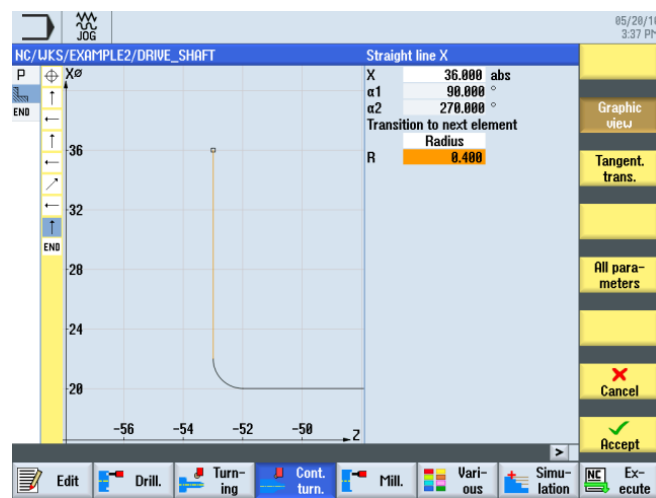 JOG
05/20/10
3:37 PM
NC/WKS/EXAMPLE2/DRIVE_SHAFT
Straight line X
P
END
END
XØ
36
32
28
24
20
-56
-54
-52
-50
Z
X 36.000 abs
α1 90.000 °
α2 270.000 °
Transition to next element
Radius
R 0.400
Graphic
view
Tangent.
trans.
All para-
meters
Cancel
Accept
>
Edit
Drill.
Turn-
ing
Cont.
turn.
Mill.
Vari-
ous
Simu-
lation
NC
Ex-
ecute